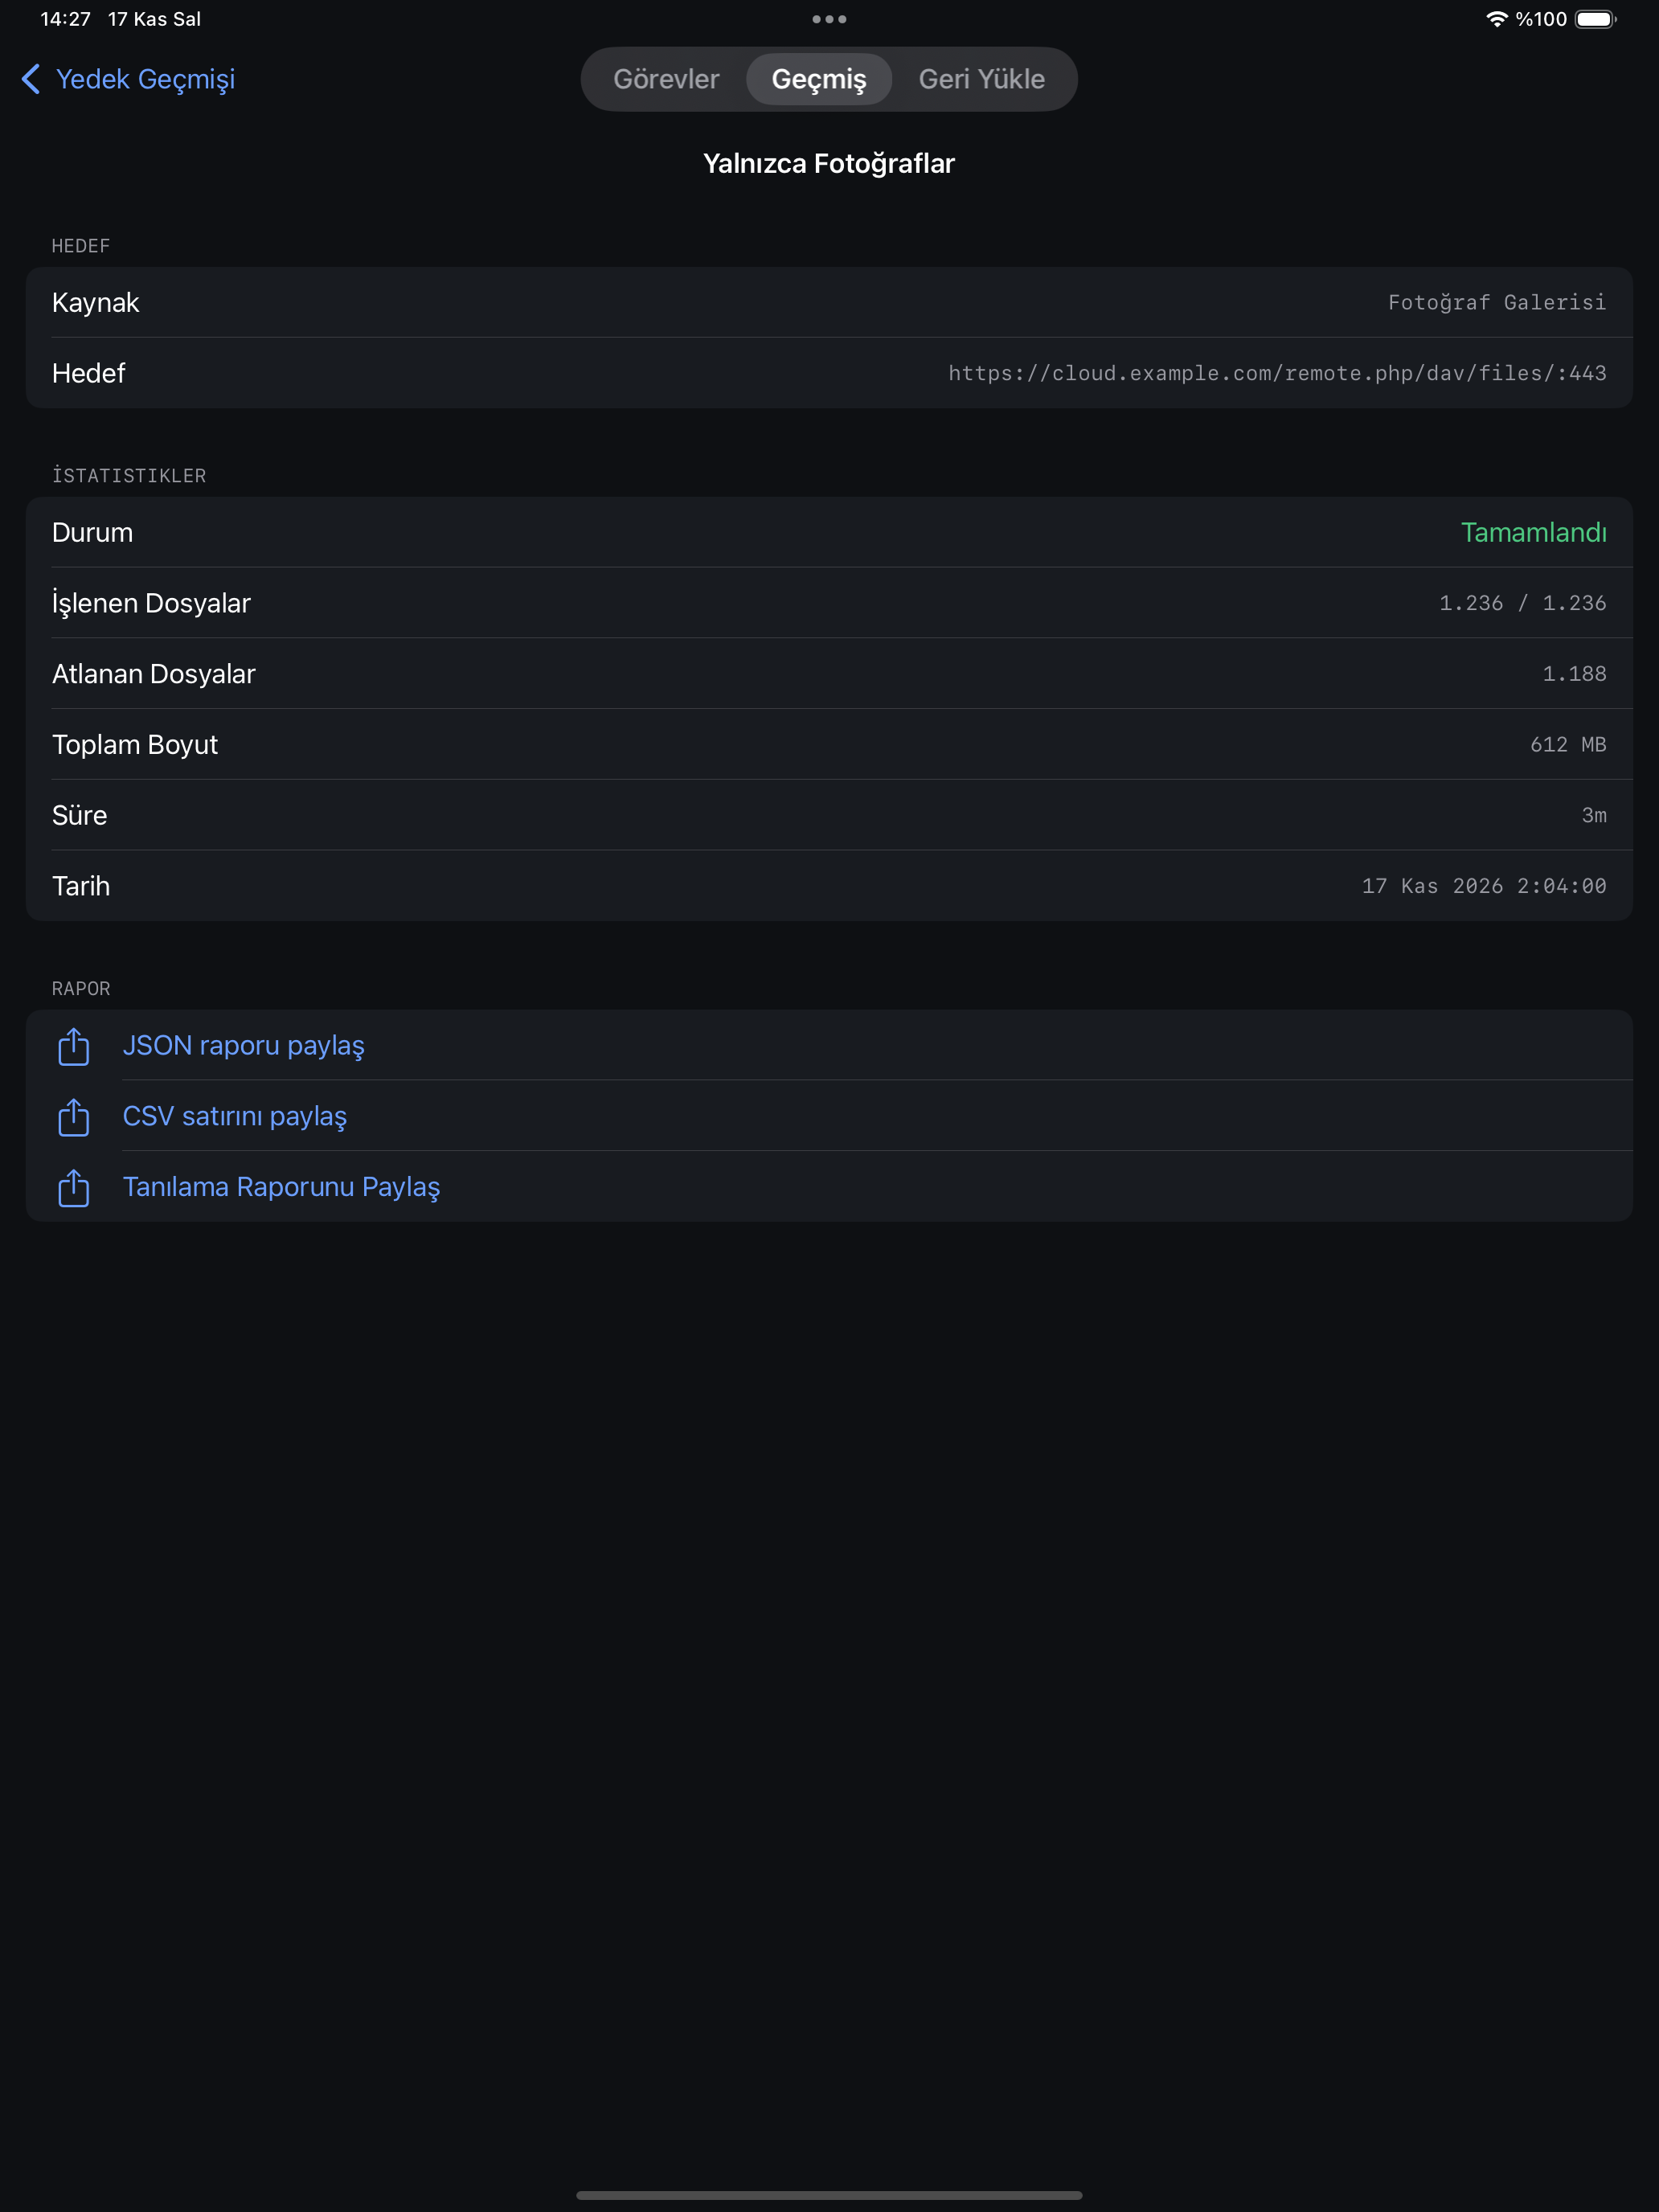 14:27 17 Kas Sal
%100
Yedek Geçmişi
Görevler
Geçmiş
Geri Yükle
Yalnızca Fotoğraflar
HEDEF
Kaynak
Fotoğraf Galerisi
Hedef
https://cloud.example.com/remote.php/dav/files/:443
İSTATISTIKLER
Durum
Tamamlandı
İşlenen Dosyalar
1.236 / 1.236
Atlanan Dosyalar
1.188
Toplam Boyut
612 MB
Süre
3m
Tarih
17 Kas 2026 2:04:00
RAPOR
JSON raporu paylaş
CSV satırını paylaş
Tanılama Raporunu Paylaş